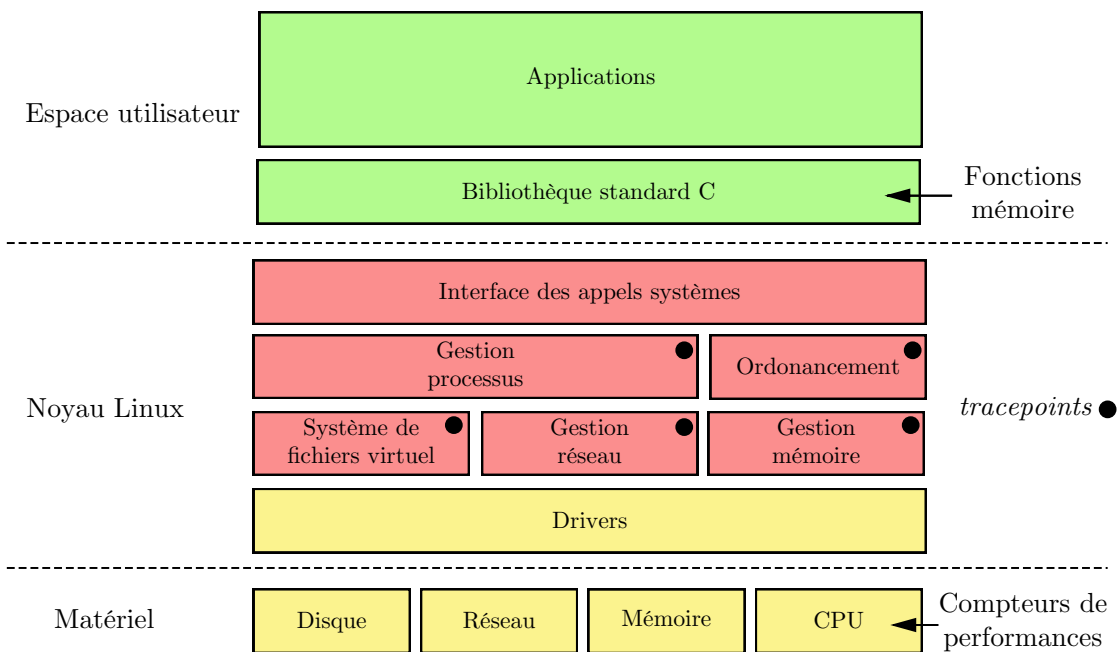 Applications
Espace utilisateur
Bibliothèque standard C
Fonctions
mémoire
Interface des appels systèmes
Gestion
processus
Ordonancement
Noyau Linux
tracepoints
Système de
fichiers virtuel
Gestion
réseau
Gestion
mémoire
Drivers
Matériel
Disque
Réseau
Mémoire
CPU
Compteurs de
performances